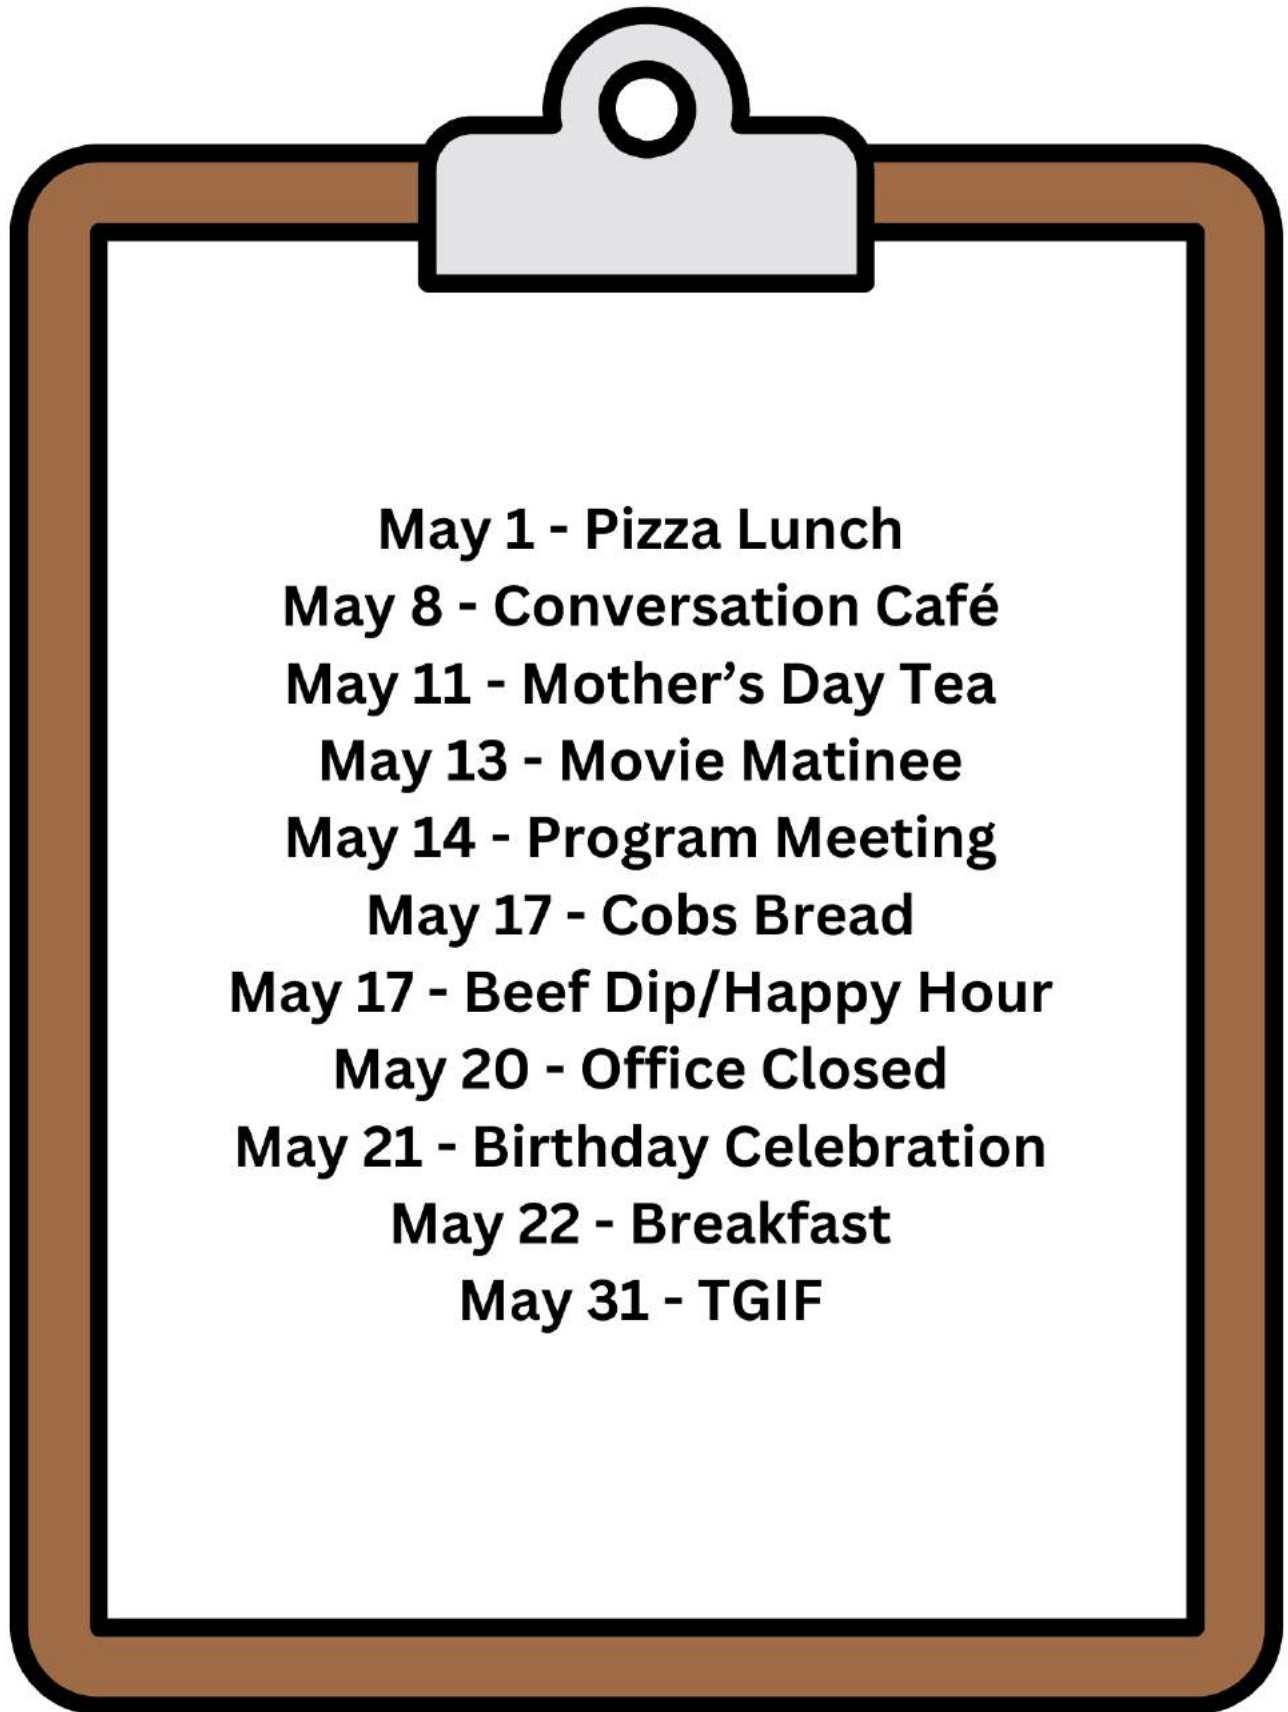 May 1 - Pizza Lunch
May 8 - Conversation Café
May 11 - Mother’s Day Tea
May 13 - Movie Matinee
May 14 - Program Meeting
May 17 - Cobs Bread
May 17 - Beef Dip/Happy Hour
May 20 - Office Closed
May 21 - Birthday Celebration
May 22 - Breakfast
May 31 - TGIF